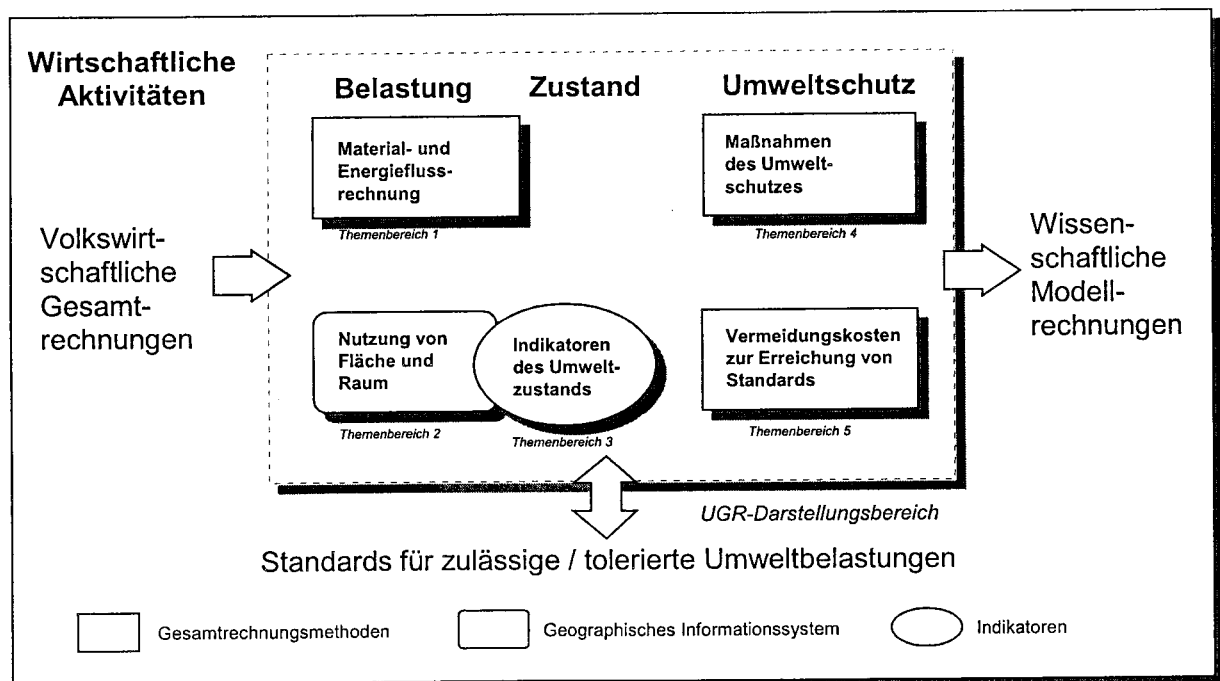 Wirtschaftliche
Aktivitäten
Belastung
Zustand
Umweltschutz
Material- und
Energiefluss-
rechnung
Themenbereich 1
Maßnahmen
des Umwelt-
schutzes
Themenbereich 4
Volkswirt-
schaftliche
Gesamt-
rechnungen
Wissen-
schaftliche
Modell-
rechnungen
Nutzung von
Fläche und
Raum
Themenbereich 2
Indikatoren
des Umwelt-
zustands
Themenbereich 3
Vermeidungskosten
zur Erreichung von
Standards
Themenbereich 5
UGR-Darstellungsbereich
Standards für zulässige / tolerierte Umweltbelastungen
Gesamtrechnungsmethoden
Geographisches Informationssystem
Indikatoren